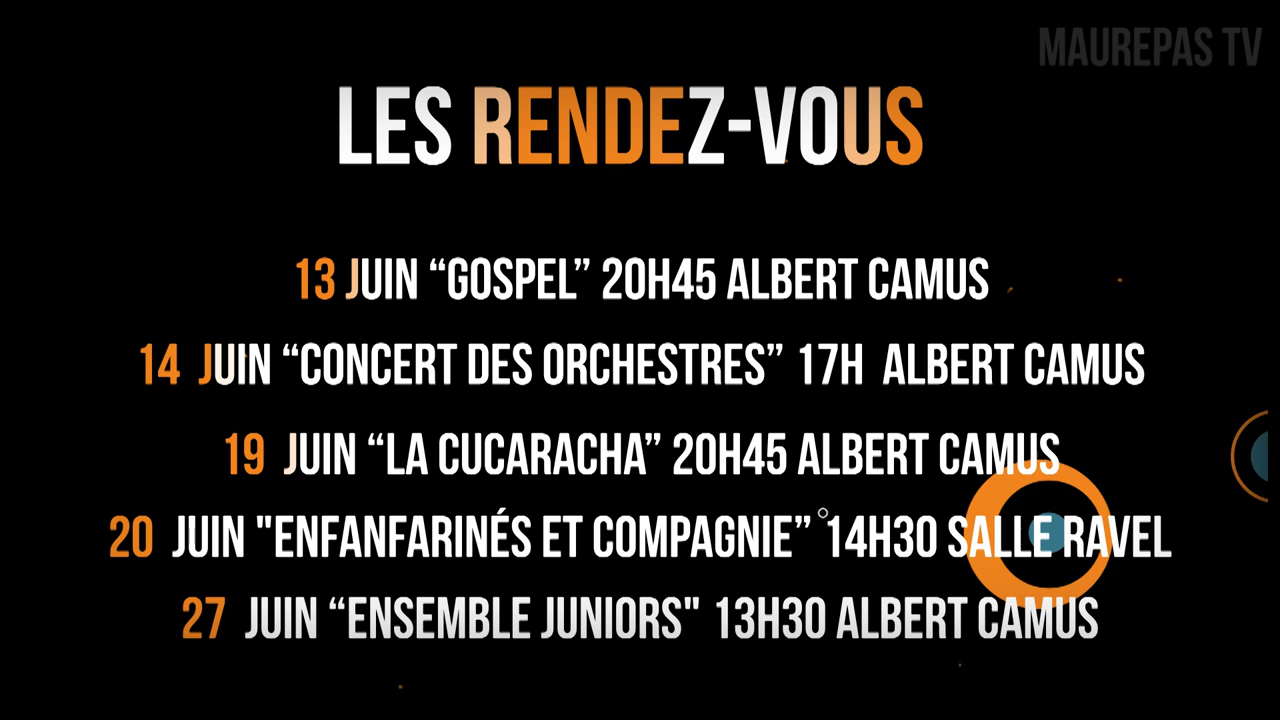 MAUREPAS TV
LES RENDEZ-VOUS
13 JUIN “GOSPEL” 20H45 ALBERT CAMUS
14 JUIN “CONCERT DES ORCHESTRES” 17H ALBERT CAMUS
19 JUIN “LA CUCARACHA” 20H45 ALBERT CAMUS
20 JUIN "ENFANFARINÉS ET COMPAGNIE” 14H30 SALLE RAVEL
27 JUIN “ENSEMBLE JUNIORS" 13H30 ALBERT CAMUS